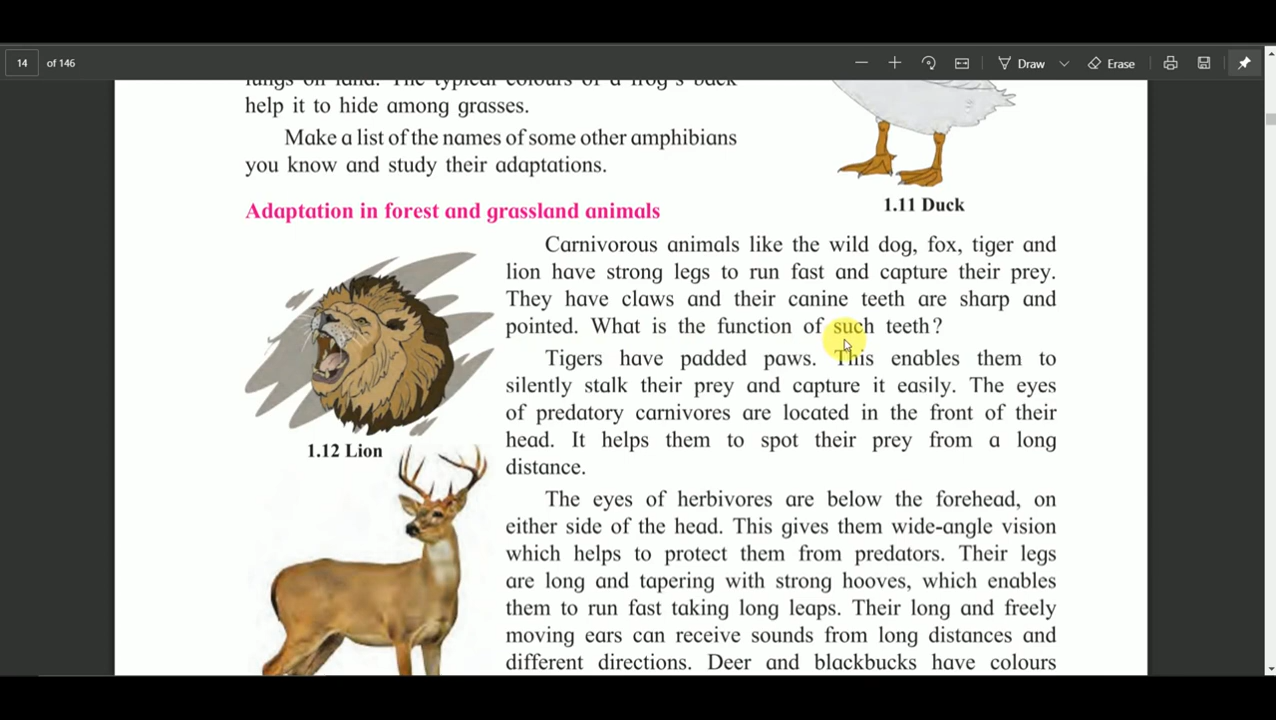 14 of 146
Draw
Erase
lungs on land. The typical colours of a frog's back
help it to hide among grasses.
Make a list of the names of some other amphibians
you know and study their adaptations.
1.11 Duck
Adaptation in forest and grassland animals
Carnivorous animals like the wild dog, fox, tiger and
lion have strong legs to run fast and capture their prey.
They have claws and their canine teeth are sharp and
pointed. What is the function of such teeth?
Tigers have padded paws. This enables them to
silently stalk their prey and capture it easily. The eyes
of predatory carnivores are located in the front of their
head. It helps them to spot their prey from a long
distance.
1.12 Lion
The eyes of herbivores are below the forehead, on
either side of the head. This gives them wide-angle vision
which helps to protect them from predators. Their legs
are long and tapering with strong hooves, which enables
them to run fast taking long leaps. Their long and freely
moving ears can receive sounds from long distances and
different directions. Deer and blackbucks have colours